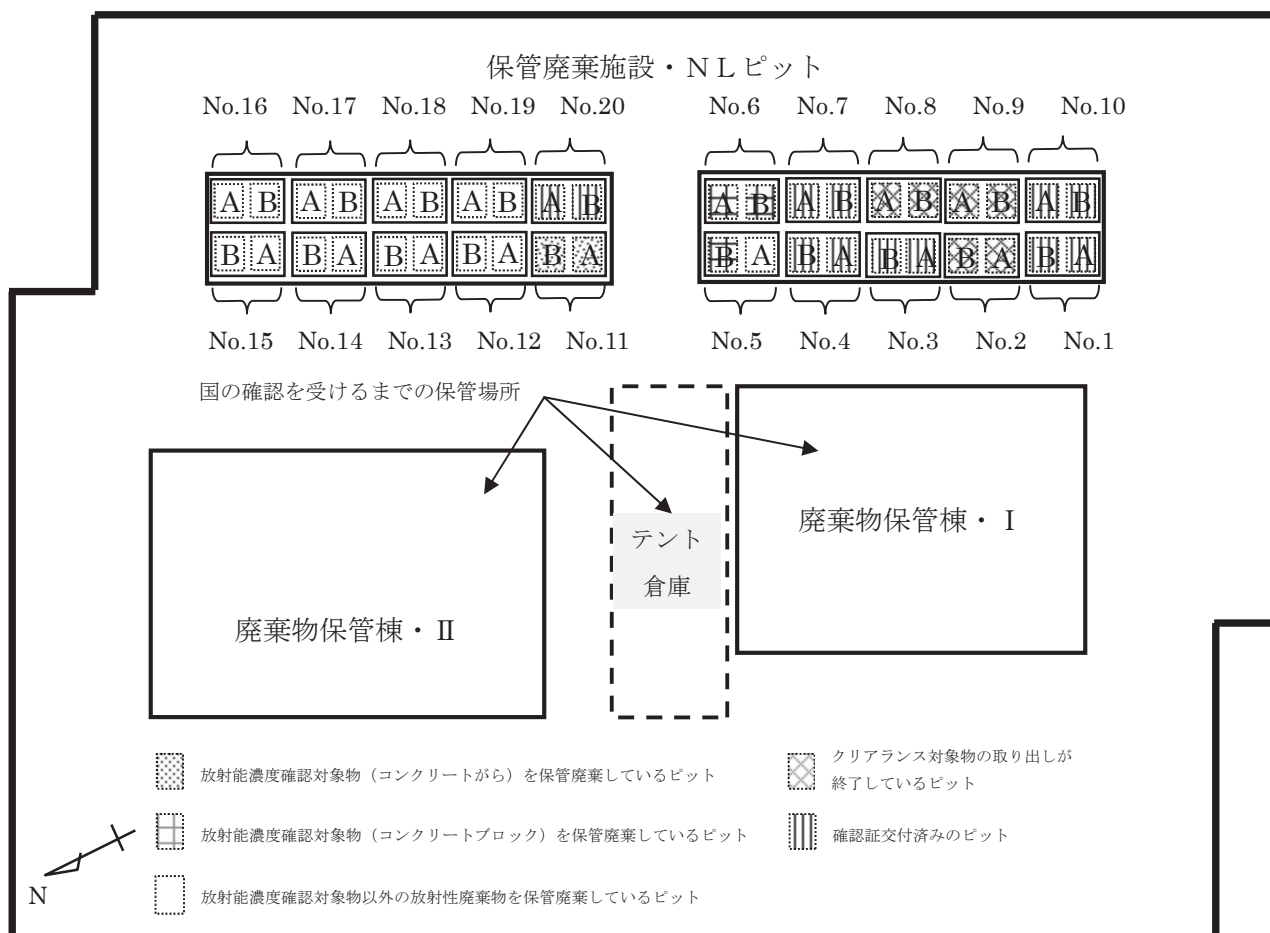 保管廃棄施設・NLピット
No.16 No.17 No.18 No.19 No.20 No.6 No.7 No.8 No.9 No.10
A B A B A B A B A B A B A B A B A B A B
B A B A B A B A B A B A B A B A B A B A
No.15 No.14 No.13 No.12 No.11 No.5 No.4 No.3 No.2 No.1
国の確認を受けるまでの保管場所
廃棄物保管棟・Ⅰ
テント
倉庫
廃棄物保管棟・Ⅱ
放射能濃度確認対象物(コンクリートがら)を保管廃棄しているピット
放射能濃度確認対象物(コンクリートブロック)を保管廃棄しているピット
放射能濃度確認対象物以外の放射性廃棄物を保管廃棄しているピット
クリアランス対象物の取り出しが
終了しているピット
確認証交付済みのピット
N